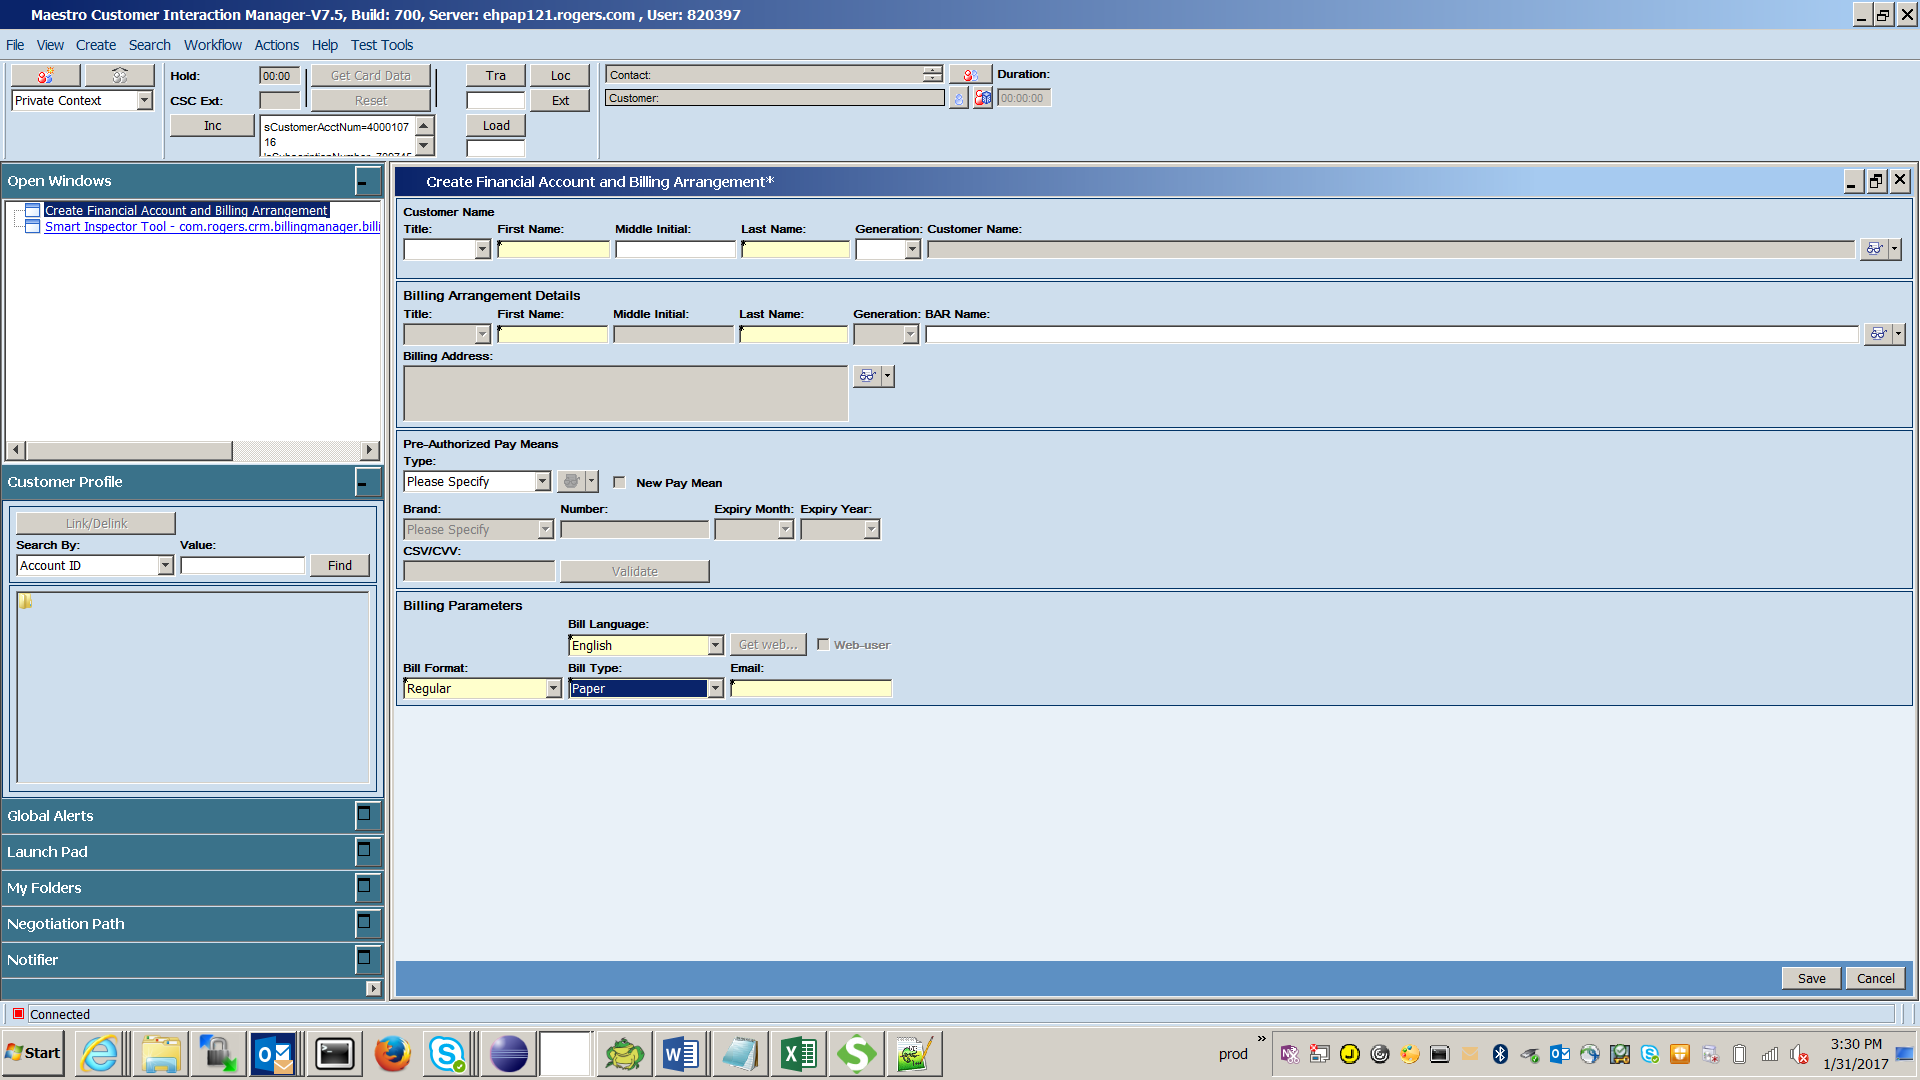 Maestro Customer Interaction Manager-V7.5, Build: 700, Server: ehpap121.rogers.com , User: 820397
File View Create Search Workflow Actions Help Test Tools
Hold: 00:00 Get Card Data Tra Loc Contact: Duration:
Private Context CSC Ext: Reset Ext Customer: 00:00:00
Inc sCustomerAcctNum=4000107 Load
16
Open Windows
Create Financial Account and Billing Arrangement
Smart Inspector Tool - com.rogers.crm.billingmanager.billi
Customer Profile
Link/Delink
Search By: Value:
Account ID Find
Global Alerts
Launch Pad
My Folders
Negotiation Path
Notifier
Create Financial Account and Billing Arrangement*
Customer Name
Title: First Name: Middle Initial: Last Name: Generation: Customer Name:
Billing Arrangement Details
Title: First Name: Middle Initial: Last Name: Generation: BAR Name:
Billing Address:
Pre-Authorized Pay Means
Type:
Please Specify New Pay Mean
Brand: Number: Expiry Month: Expiry Year:
Please Specify
CSV/CVV:
Validate
Billing Parameters
Bill Language:
English Get web... Web-user
Bill Format: Bill Type: Email:
Regular Paper
Save Cancel
Connected
Start prod 3:30 PM
1/31/2017